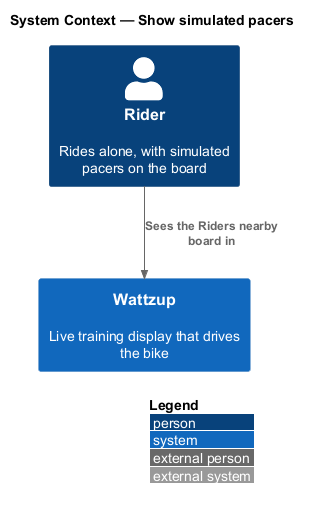 System Context — Show simulated pacers
Rider
Rides alone, with simulated
pacers on the board
Sees the Riders nearby
board in
Wattzup
Live training display that drives
the bike
Legend
person
system
external person
external system